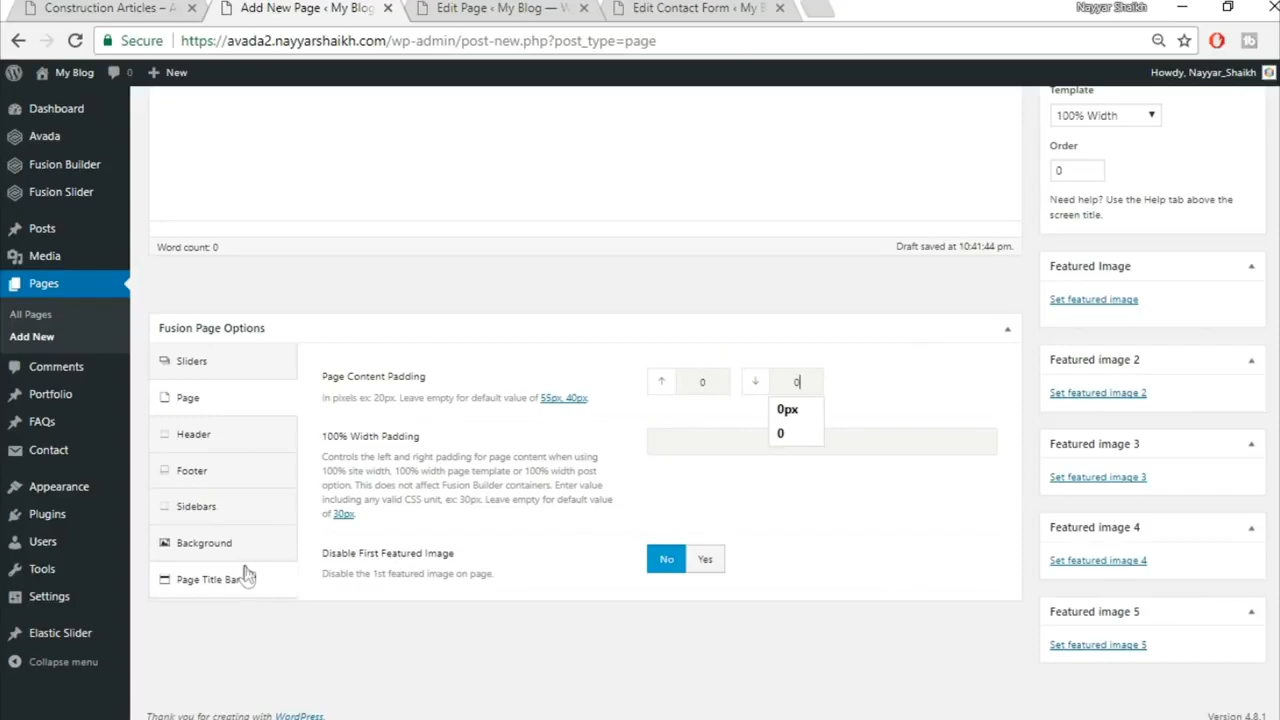 Construction Articles – A
Add New Page ‹ My Blog
Edit Page ‹ My Blog — W
Edit Contact Form ‹ My B
Nayyar Shaikh
Secure
https://avada2.nayyarshaikh.com/wp-admin/post-new.php?post_type=page
My Blog
0
New
Howdy, Nayyar_Shaikh
Dashboard
Avada
Fusion Builder
Fusion Slider
Posts
Media
Pages
All Pages
Add New
Comments
Portfolio
FAQs
Contact
Appearance
Plugins
Users
Tools
Settings
Elastic Slider
Collapse menu
Word count: 0
Draft saved at 10:41:44 pm.
Fusion Page Options
Sliders
Page
Header
Footer
Sidebars
Background
Page Title Bar
Page Content Padding
In pixels ex: 20px. Leave empty for default value of 55px, 40px.
0
0
0px
0
100% Width Padding
Controls the left and right padding for page content when using
100% site width, 100% width page template or 100% width post
option. This does not affect Fusion Builder containers. Enter value
including any valid CSS unit, ex: 30px. Leave empty for default value
of 30px.
Disable First Featured Image
Disable the 1st featured image on page.
No
Yes
Template
100% Width
Order
0
Need help? Use the Help tab above the
screen title.
Featured Image
Set featured image
Featured image 2
Set featured image 2
Featured image 3
Set featured image 3
Featured image 4
Set featured image 4
Featured image 5
Set featured image 5
Thank you for creating with WordPress.
Version 4.8.1